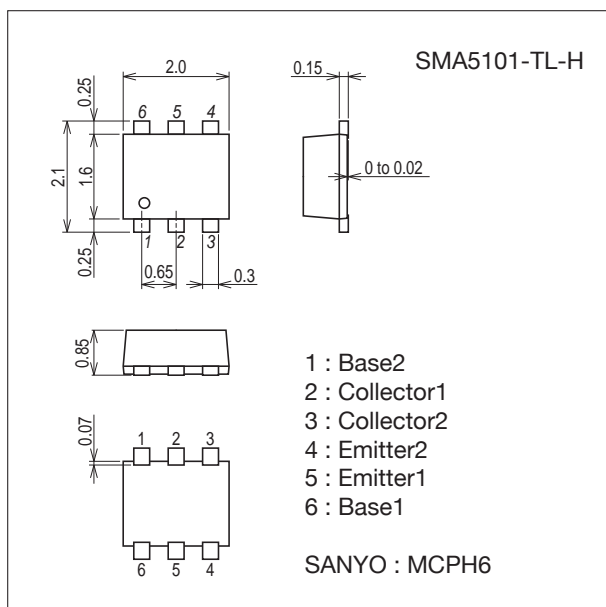 SMA5101-TL-H
2.0
0.15
0.25
6 5 4
2.1
1.6
0 to 0.02
0.25
1 2 3
0.65
0.3
0.85
1 : Base2
2 : Collector1
3 : Collector2
4 : Emitter2
5 : Emitter1
6 : Base1
0.07
1 2 3
6 5 4
SANYO : MCPH6